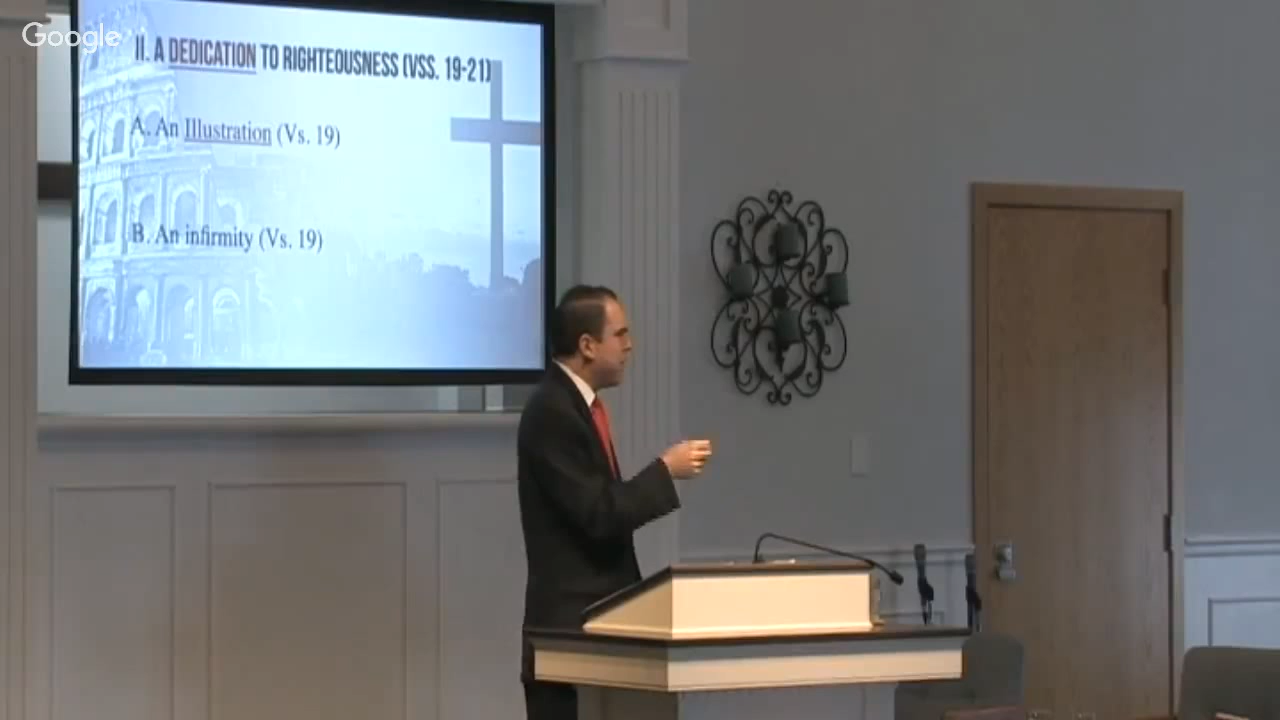 Google
II. A DEDICATION TO RIGHTEOUSNESS (VSS. 19-21)
A. An Illustration (Vs. 19)
B. An infirmity (Vs. 19)